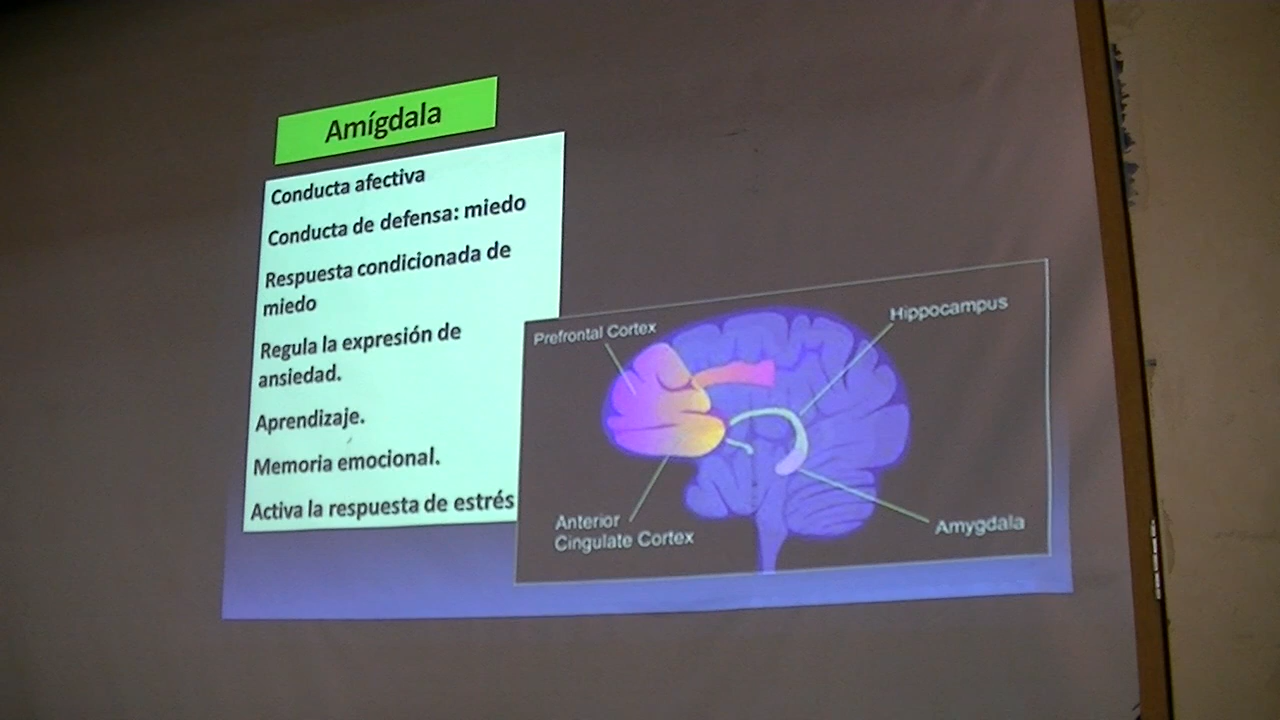 Amígdala
Conducta afectiva
Conducta de defensa: miedo
Respuesta condicionada de
miedo
Regula la expresión de
ansiedad.
Aprendizaje.
Memoria emocional.
Activa la respuesta de estrés
Prefrontal Cortex
Hippocampus
Anterior
Cingulate Cortex
Amygdala